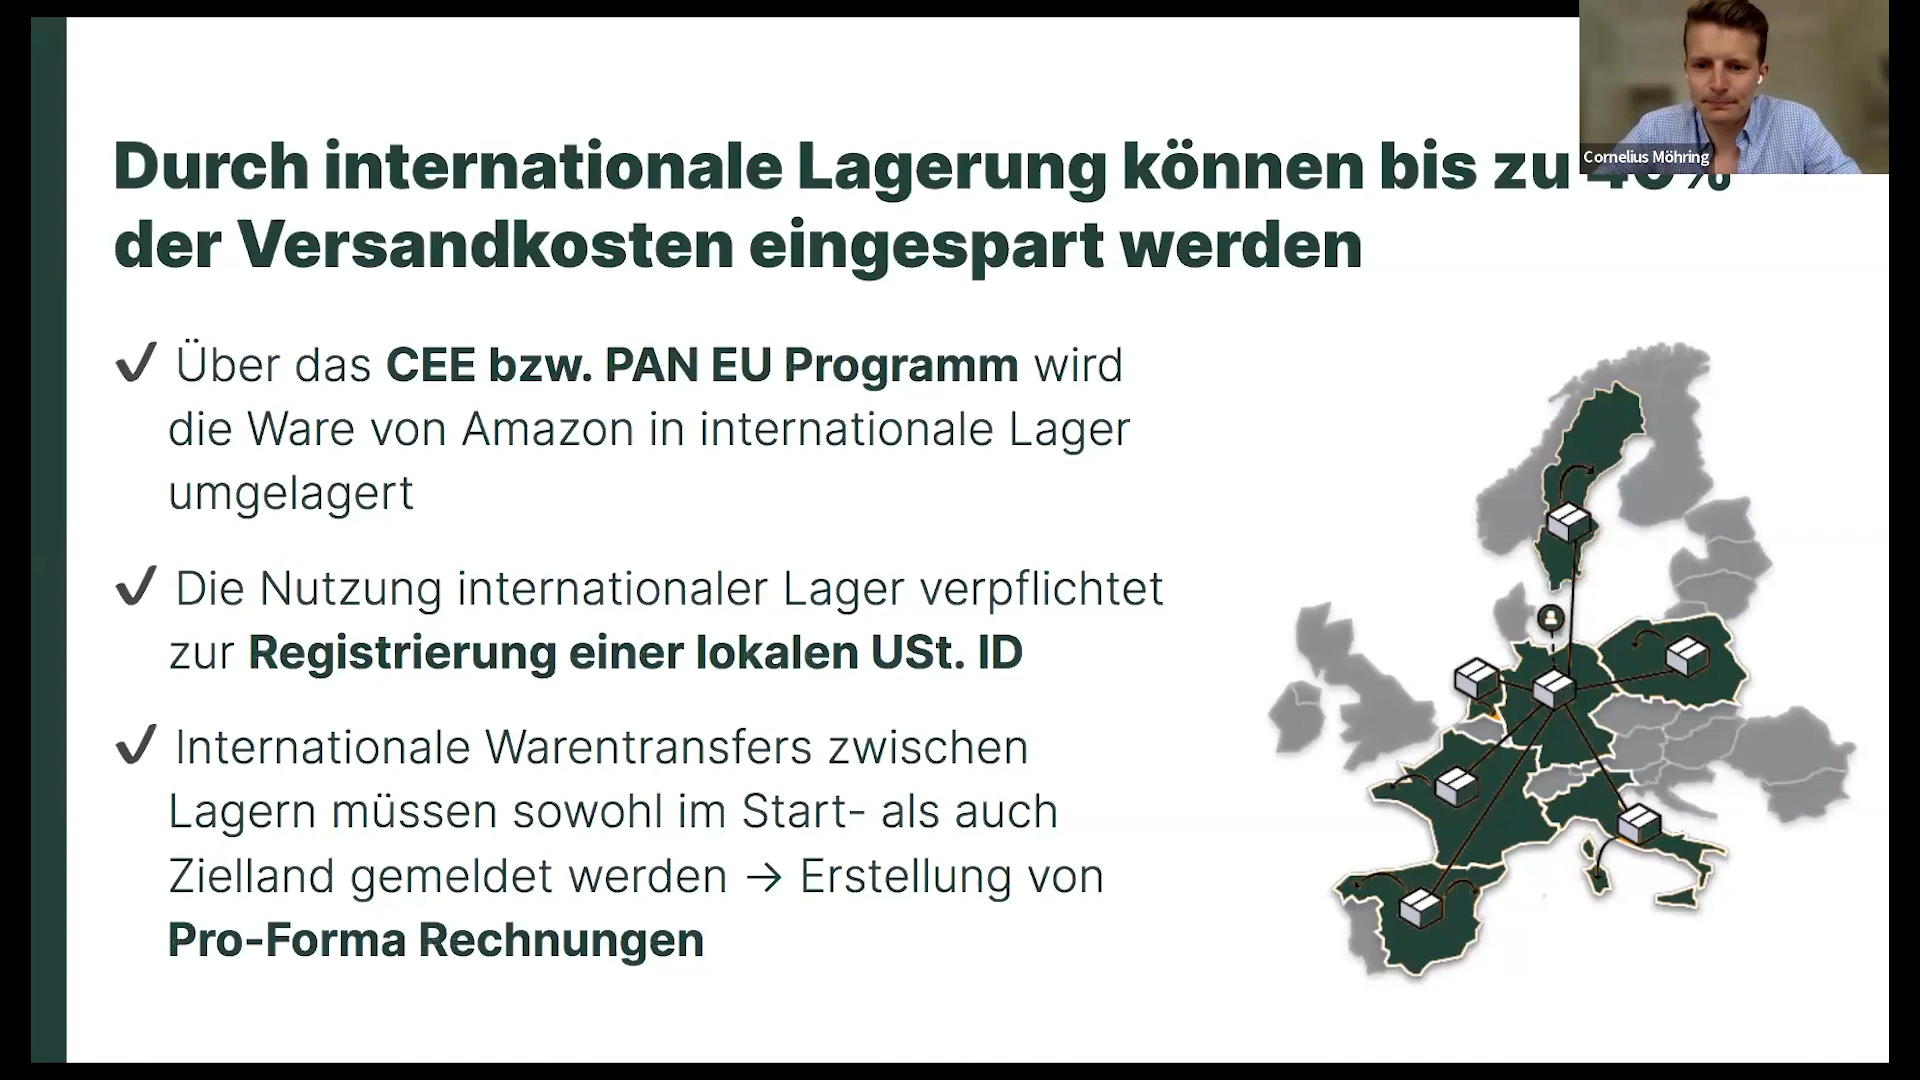 Durch internationale Lagerung können bis zu
der Versandkosten eingespart werden
✔ Über das CEE bzw. PAN EU Programm wird
die Ware von Amazon in internationale Lager
umgelagert
✔ Die Nutzung internationaler Lager verpflichtet
zur Registrierung einer lokalen USt. ID
✔ Internationale Warentransfers zwischen
Lagern müssen sowohl im Start- als auch
Zielland gemeldet werden → Erstellung von
Pro-Forma Rechnungen
Cornelius Möhring